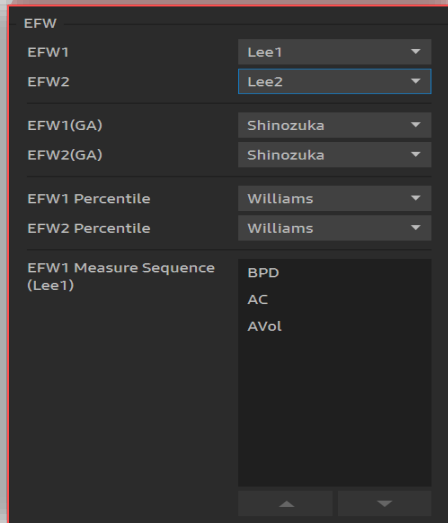 EFW
EFW1 Lee1
EFW2 Lee2
EFW1(GA) Shinozuka
EFW2(GA) Shinozuka
EFW1 Percentile Williams
EFW2 Percentile Williams
EFW1 Measure Sequence
(Lee1)
BPD
AC
AVol